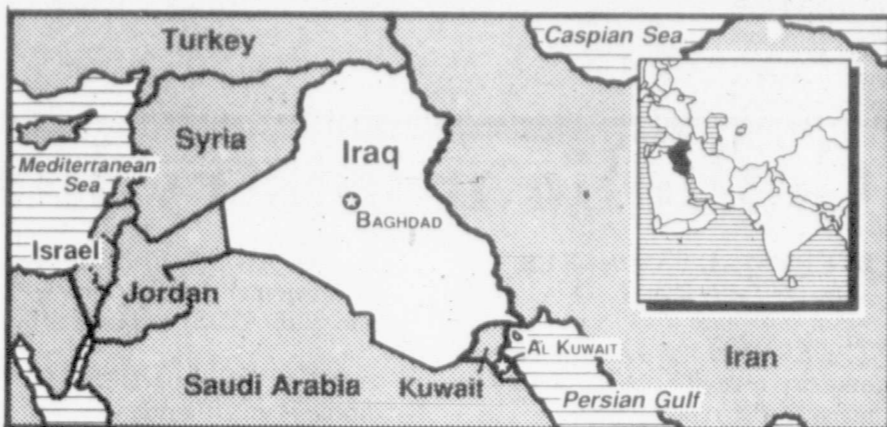 Turkey
Caspian Sea
Syria
Iraq
Mediterranean
Sea
BAGHDAD
Israel
Jordan
AL KUWAIT
Iran
Saudi Arabia
Kuwait
Persian Gulf